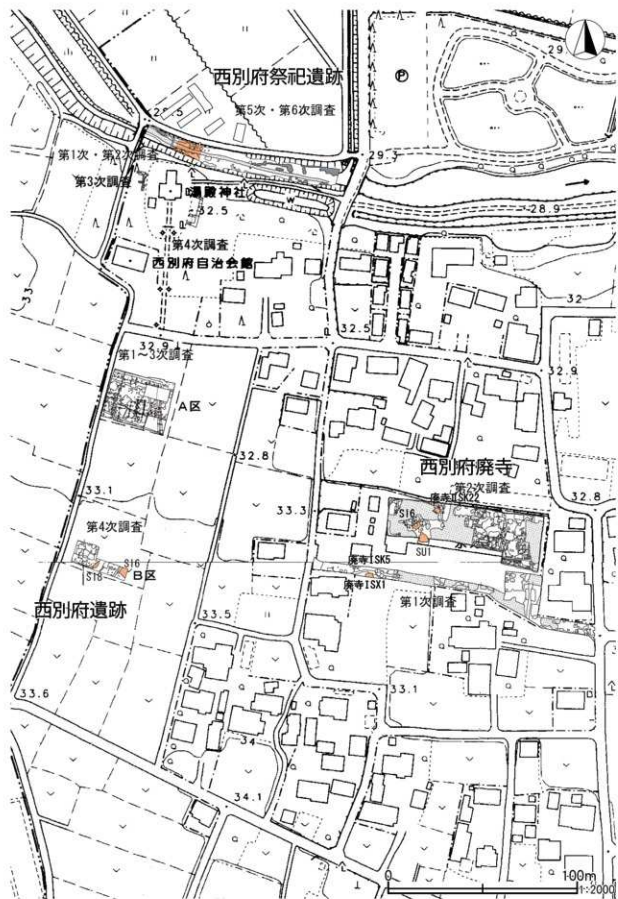 西別府祭祀遺跡
29
第5次・第6次調査
Ⓟ
第1次・第2次調査
29.3
第3次調査
湯殿神社
W
32.5
28.9
第4次調査
西別府自治会館
33
32
32.5
32.9
第1~3次調査
32.9
A区
32.8
西別府廃寺
33.1
第2次調査
32.8
33.3
廃寺ⅡSK22
SI6
第4次調査
SU1
廃寺ⅠSK5
SI6
SI8
B区
廃寺ⅠSX1
第1次調査
西別府遺跡
33.5
33.6
33.1
34
34.1
0
100m
1:2000